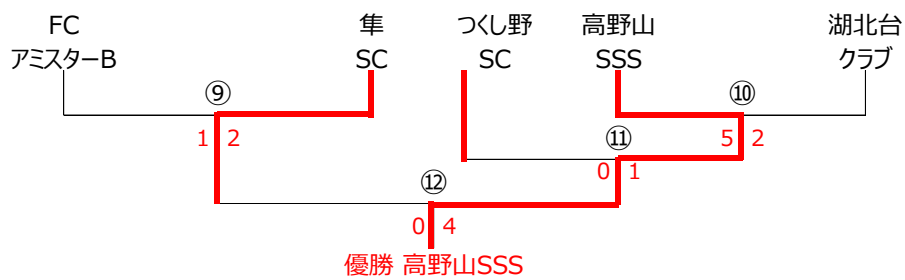 FC
アミスターB
隼
SC
つくし野
SC
高野山
SSS
湖北台
クラブ
⑨
⑩
1 2
⑪
5 2
0 1
⑫
0 4
優勝 高野山SSS